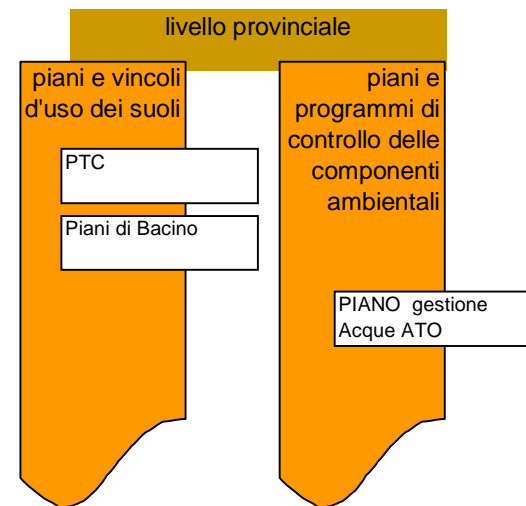 livello provinciale
piani e vincoli
d'uso dei suoli
PTC
Piani di Bacino
piani e
programmi di
controllo delle
componenti
ambientali
PIANO gestione
Acque ATO